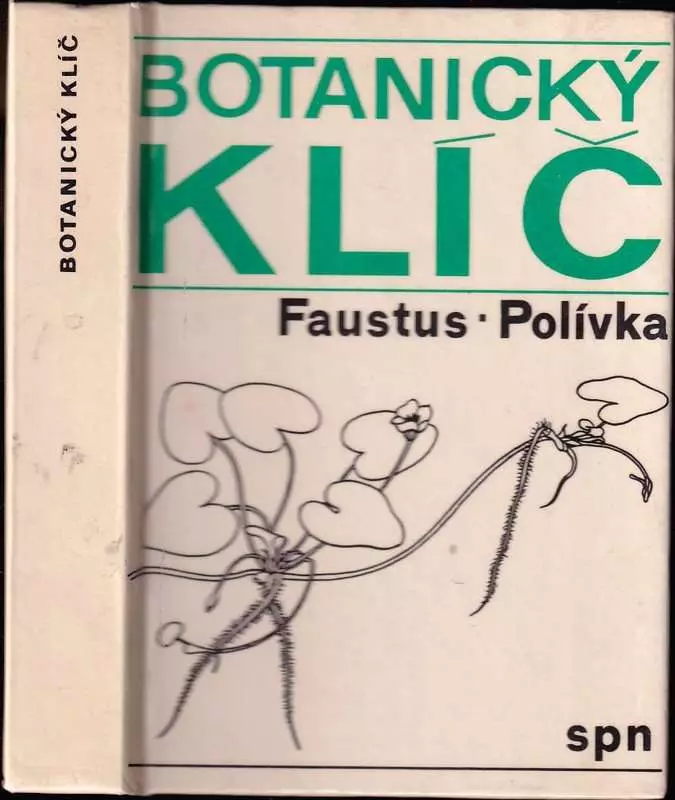 BOTANICKÝ KLÍČ
BOTANICKÝ
KLÍČ
Faustus · Polívka
spn